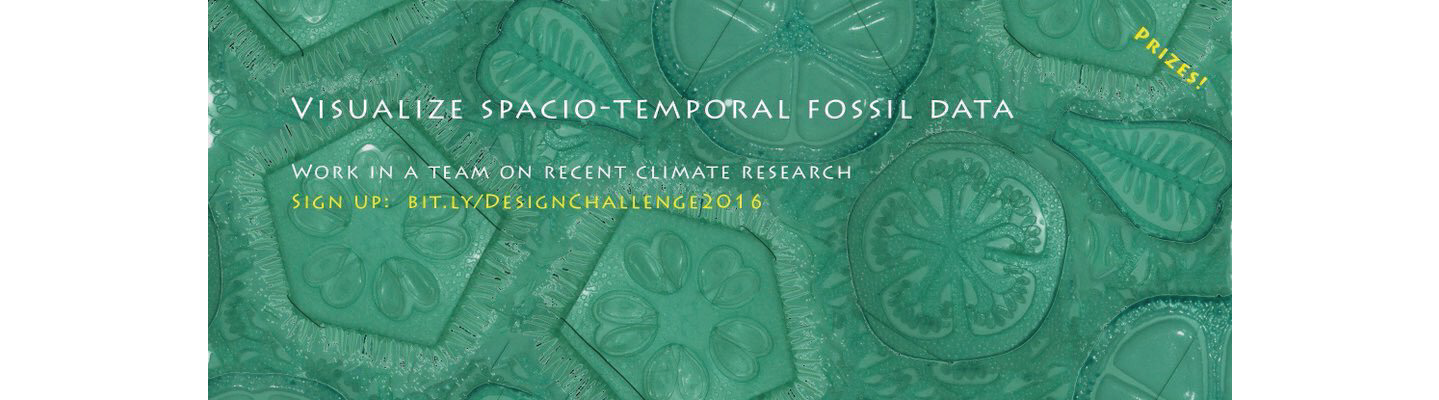 PRIZES!
VISUALIZE SPACIO-TEMPORAL FOSSIL DATA
WORK IN A TEAM ON RECENT CLIMATE RESEARCH
SIGN UP: BIT.LY/DESIGNCHALLENGE2016